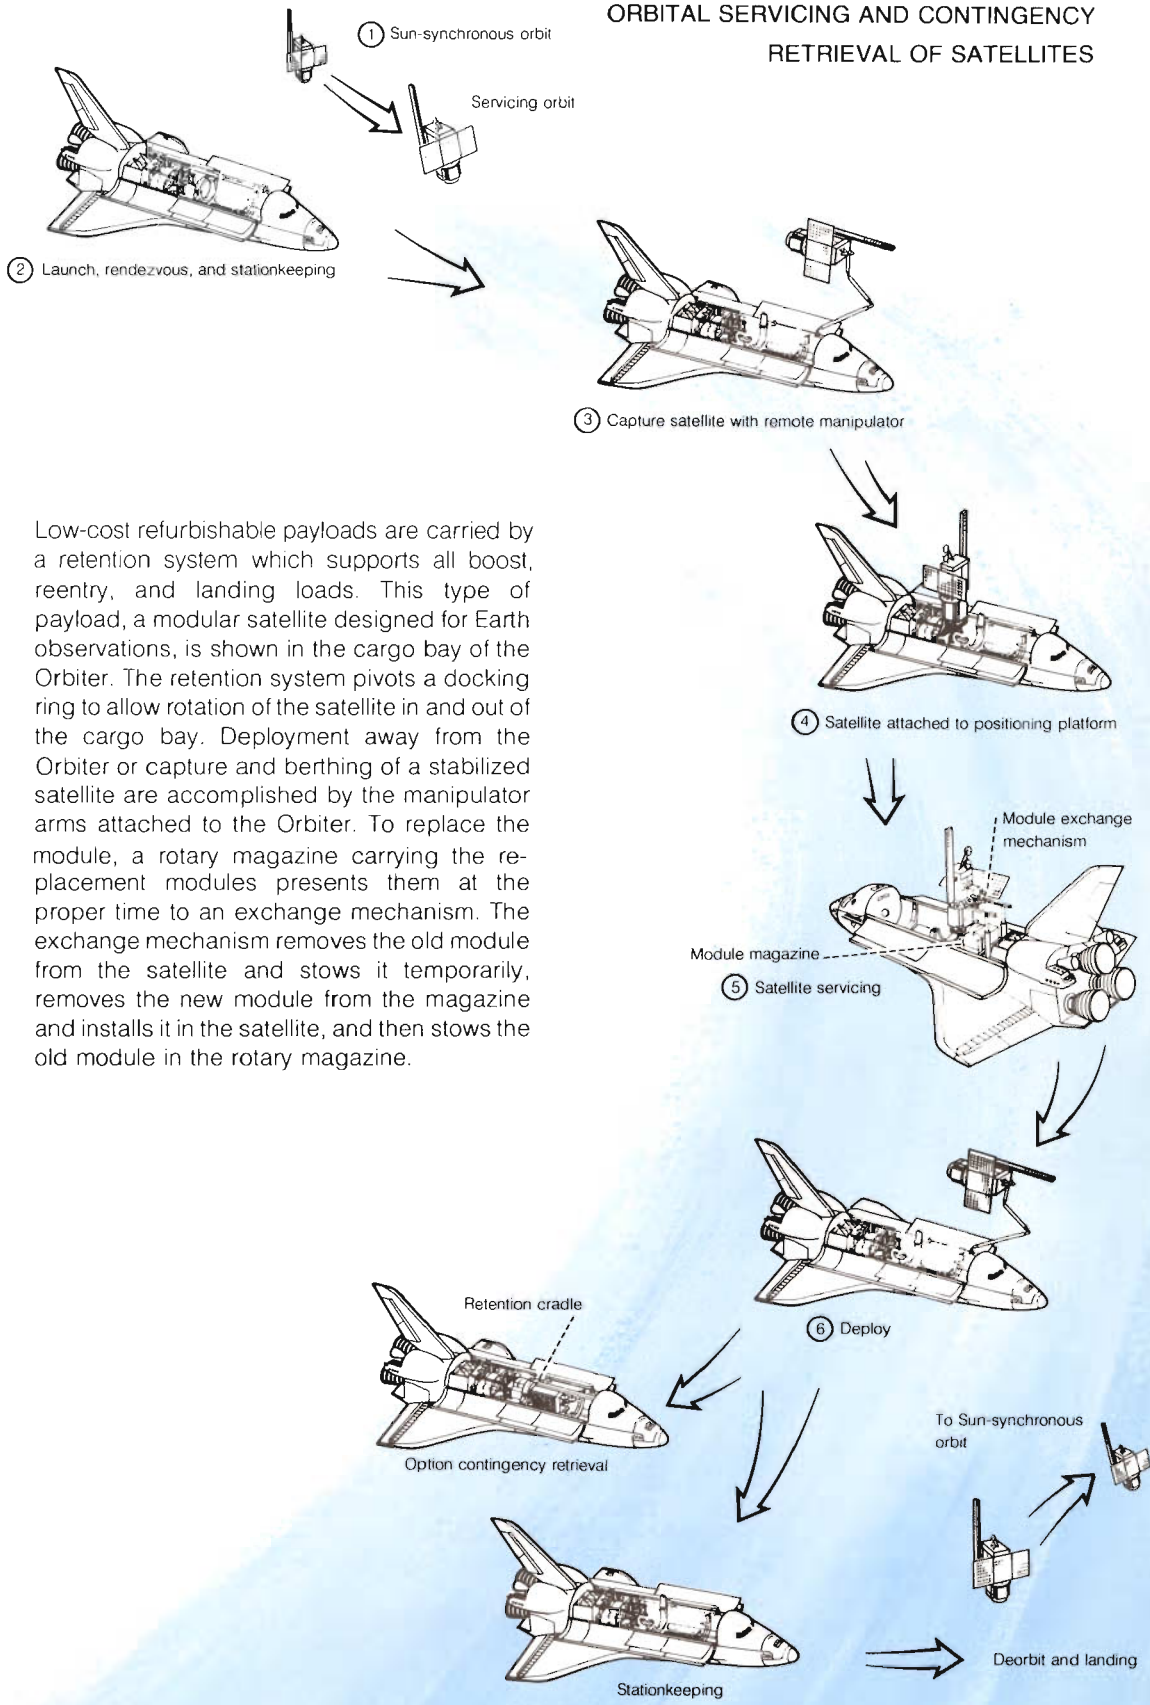 ORBITAL SERVICING AND CONTINGENCY
RETRIEVAL OF SATELLITES
1 Sun-synchronous orbit
Servicing orbit
2 Launch, rendezvous, and stationkeeping
3 Capture satellite with remote manipulator
Low-cost refurbishable payloads are carried by
a retention system which supports all boost,
reentry, and landing loads. This type of
payload, a modular satellite designed for Earth
observations, is shown in the cargo bay of the
Orbiter. The retention system pivots a docking
ring to allow rotation of the satellite in and out of
the cargo bay. Deployment away from the
Orbiter or capture and berthing of a stabilized
satellite are accomplished by the manipulator
arms attached to the Orbiter. To replace the
module, a rotary magazine carrying the re-
placement modules presents them at the
proper time to an exchange mechanism. The
exchange mechanism removes the old module
from the satellite and stows it temporarily,
removes the new module from the magazine
and installs it in the satellite, and then stows the
old module in the rotary magazine.
4 Satellite attached to positioning platform
Module exchange
mechanism
Module magazine
5 Satellite servicing
6 Deploy
Retention cradle
Option contingency retrieval
To Sun-synchronous
orbit
Stationkeeping
Deorbit and landing